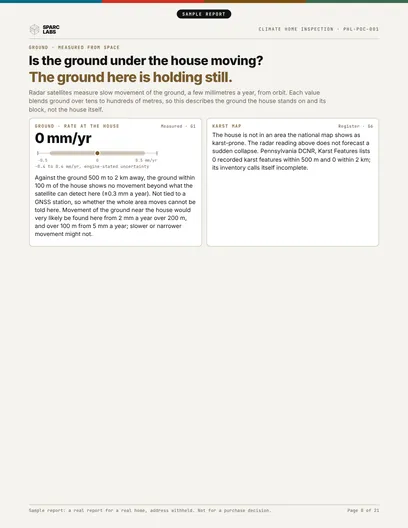 SAMPLE REPORT
SPARC
LABS
CLIMATE HOME INSPECTION · PHL-POC-001
GROUND · MEASURED FROM SPACE
Is the ground under the house moving?
The ground here is holding still.
Radar satellites measure slow movement of the ground, a few millimetres a year, from orbit. Each value
blends ground over tens to hundreds of metres, so this describes the ground the house stands on and its
block, not the house itself.
GROUND · RATE AT THE HOUSE
Measured ·
0 mm/yr
0
mm/yr
mm/yr, engine-stated uncertainty
Against the ground 500 m to 2 km away, the ground within
100 m of the house shows no movement beyond what the
satellite can detect here (±0.3 mm a year). Not tied to a
GNSS station, so whether the whole area moves cannot be
told here. Movement of the ground near the house would
very likely be found here from 2 mm a year over 200 m,
and over 100 m from 5 mm a year; slower or narrower
movement might not.
KARST MAP
Register ·
The house is not in an area the national map shows as
karst-prone. The radar reading above does not forecast a
sudden collapse. Pennsylvania DCNR, Karst Features lists
0 recorded karst features within 500 m and 0 within 2 km;
its inventory calls itself incomplete.
Sample report: a real report for a real home, address withheld. Not for a purchase decision.
Page of 21